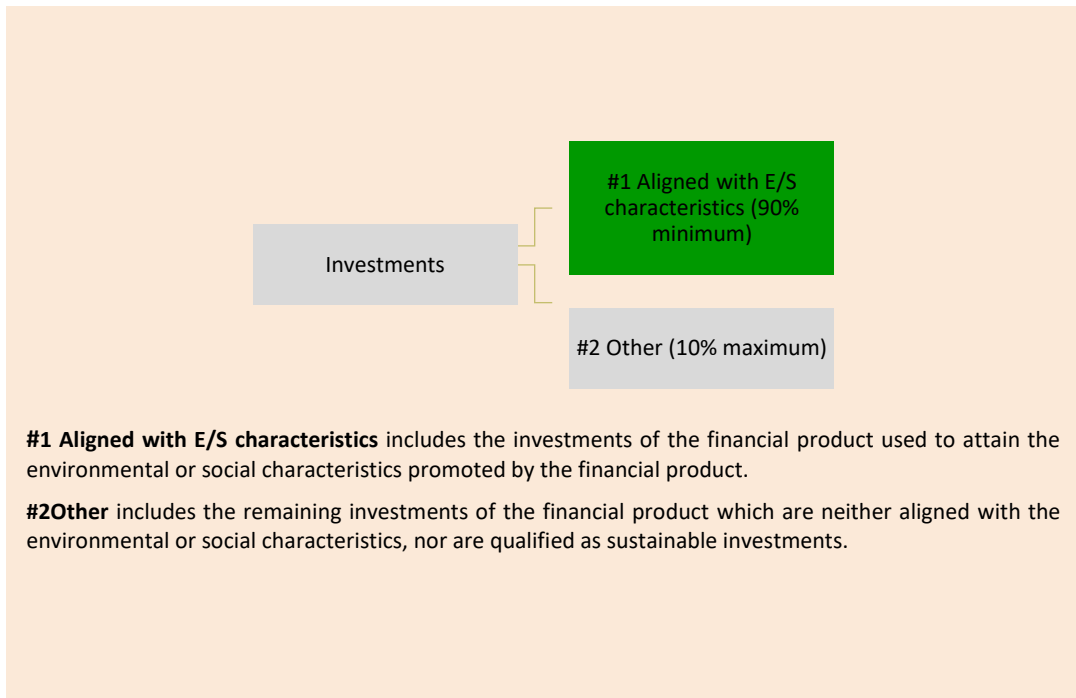 #1 Aligned with E/S
characteristics (90%
minimum)
Investments
#2 Other (10% maximum)
#1 Aligned with E/S characteristics includes the investments of the financial product used to attain the
environmental or social characteristics promoted by the financial product.
#2Other includes the remaining investments of the financial product which are neither aligned with the
environmental or social characteristics, nor are qualified as sustainable investments.